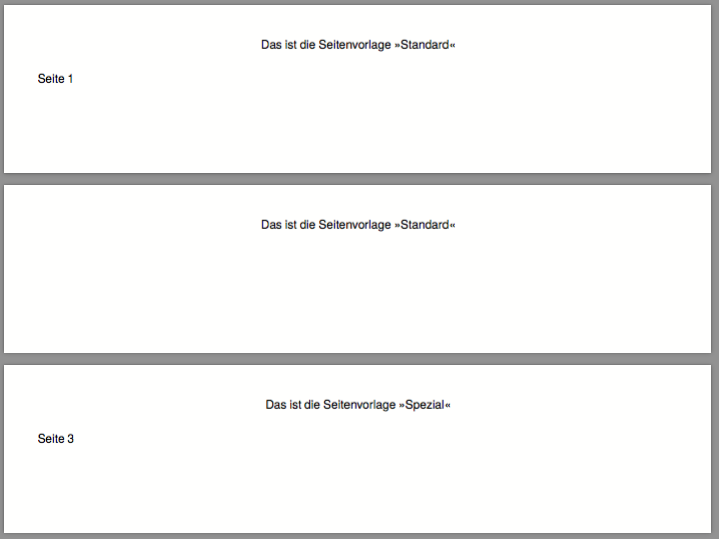 Das ist die Seitenvorlage »Standard«
Seite 1
Das ist die Seitenvorlage »Standard«
Das ist die Seitenvorlage »Spezial«
Seite 3